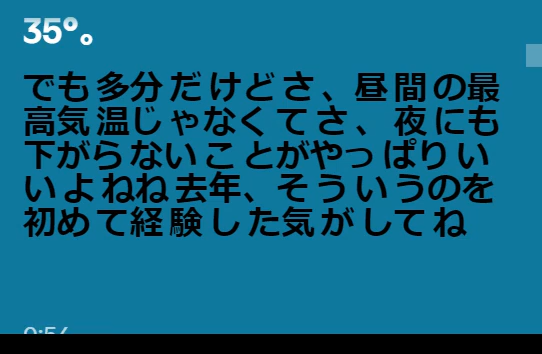 35°。
でも多分だけどさ、昼間の最
高気温じゃなくてさ、夜にも
下がらないことがやっぱりい
いよねね去年、そういうのを
初めて経験した気がしてね